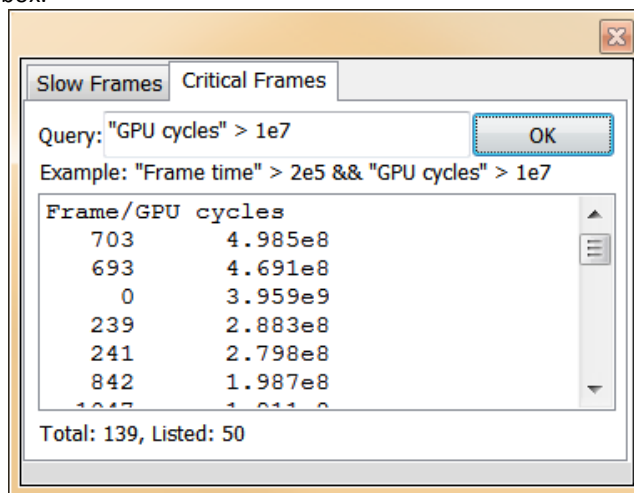 box.
Slow Frames Critical Frames
Query: "GPU cycles" > 1e7 OK
Example: "Frame time" > 2e5 && "GPU cycles" > 1e7
Frame/GPU cycles
703 4.985e8
693 4.691e8
0 3.959e9
239 2.883e8
241 2.798e8
842 1.987e8
Total: 139, Listed: 50